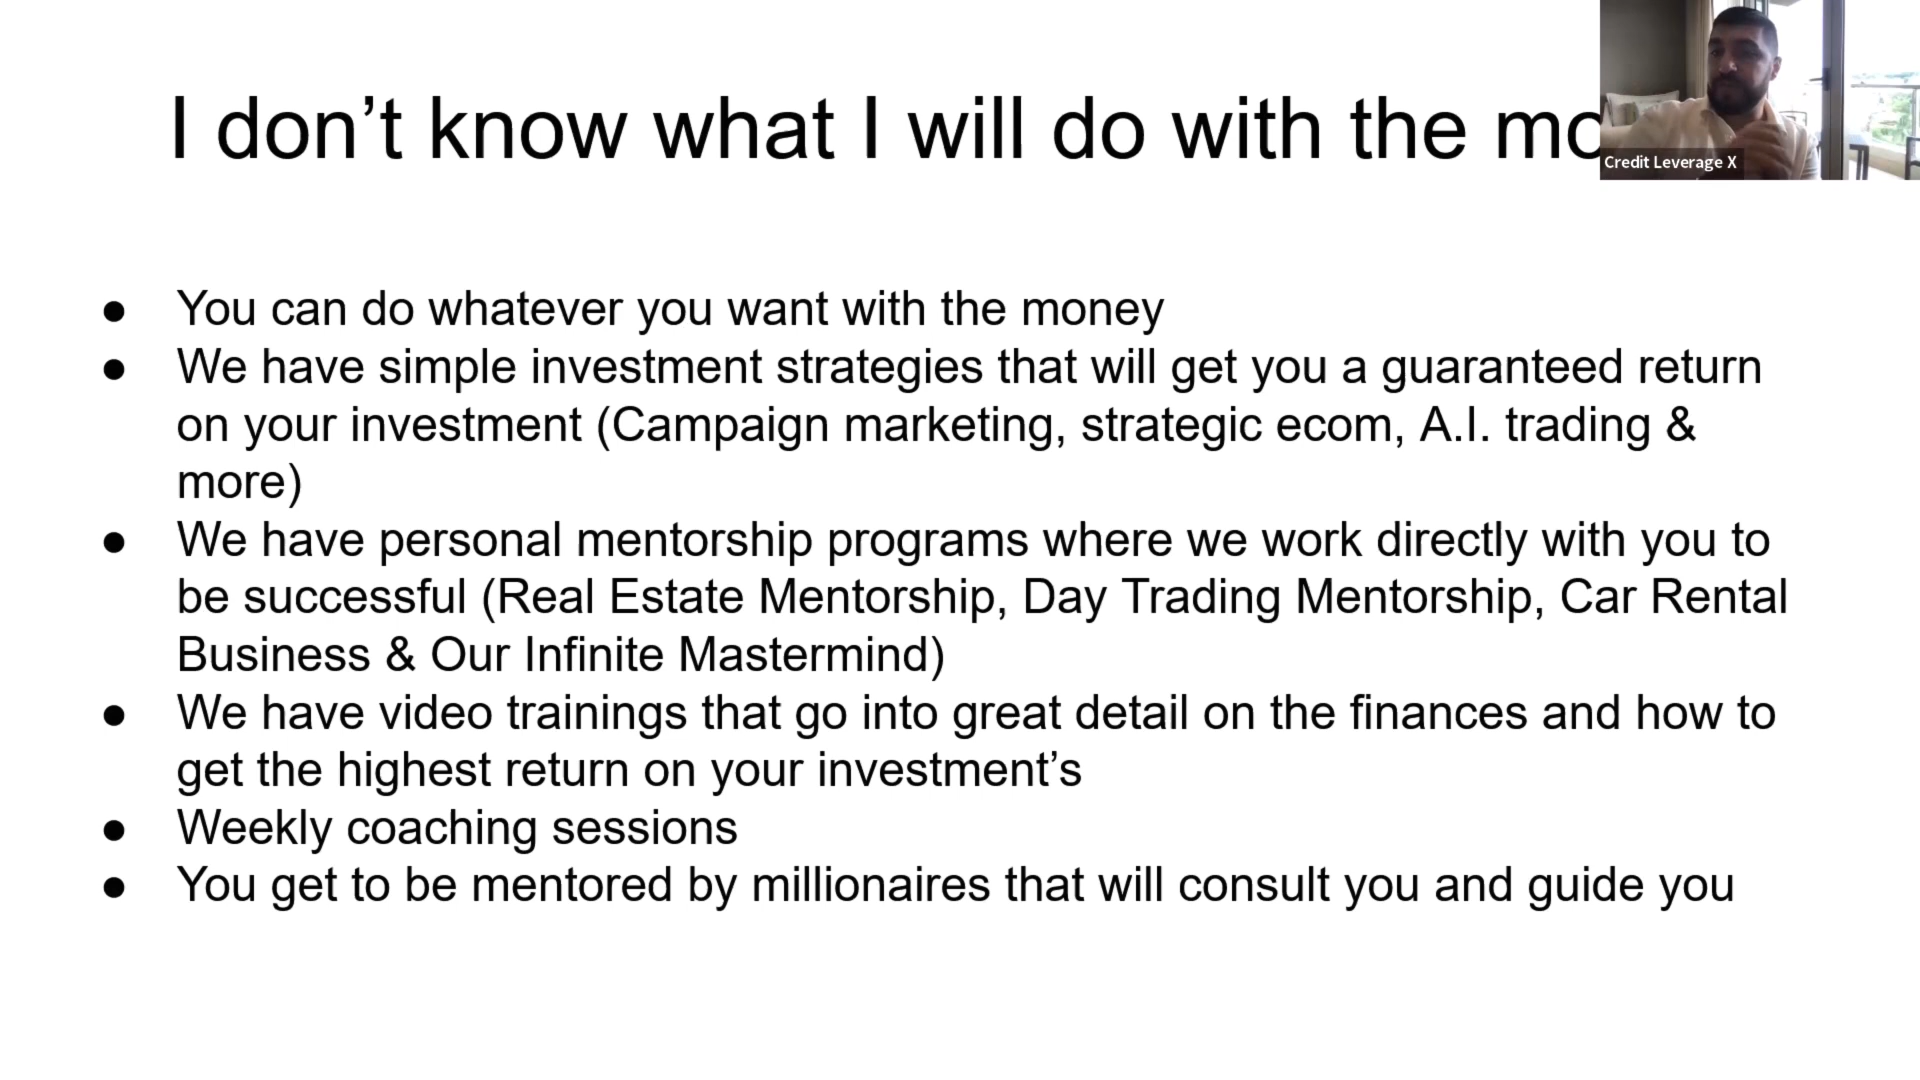 I don’t know what I will do with the mo
Credit Leverage X
● You can do whatever you want with the money
● We have simple investment strategies that will get you a guaranteed return
on your investment (Campaign marketing, strategic ecom, A.I. trading &
more)
● We have personal mentorship programs where we work directly with you to
be successful (Real Estate Mentorship, Day Trading Mentorship, Car Rental
Business & Our Infinite Mastermind)
● We have video trainings that go into great detail on the finances and how to
get the highest return on your investment’s
● Weekly coaching sessions
● You get to be mentored by millionaires that will consult you and guide you